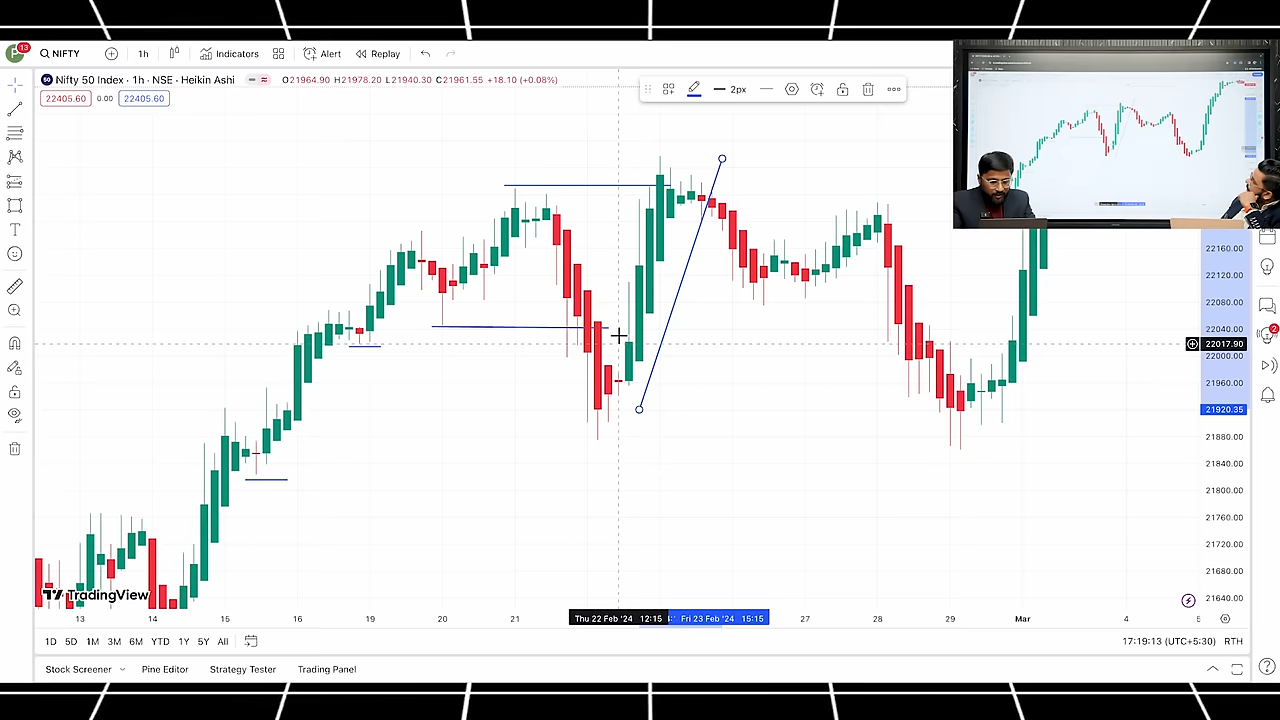 P 13 NIFTY 1h Indicators Alert Replay
50 Nifty 50 Index · 1h · NSE · Heikin Ashi O21964.90 H21978.20 L21940.30 C21961.55 +18.10 (+0.08%)
22405.60 0.00 22405.60
2px
T
22160.00
22120.00
22080.00
22040.00
2
22017.90
22000.00
21960.00
21920.35
21880.00
21840.00
21800.00
21760.00
21720.00
21680.00
21640.00
TradingView
13 14 15 16 19 20 21 27 28 29 Mar 4 5
Thu 22 Feb '24 12:15 Fri 23 Feb '24 15:15
1D 5D 1M 3M 6M YTD 1Y 5Y All 17:19:13 (UTC+5:30) RTH
Stock Screener Pine Editor Strategy Tester Trading Panel